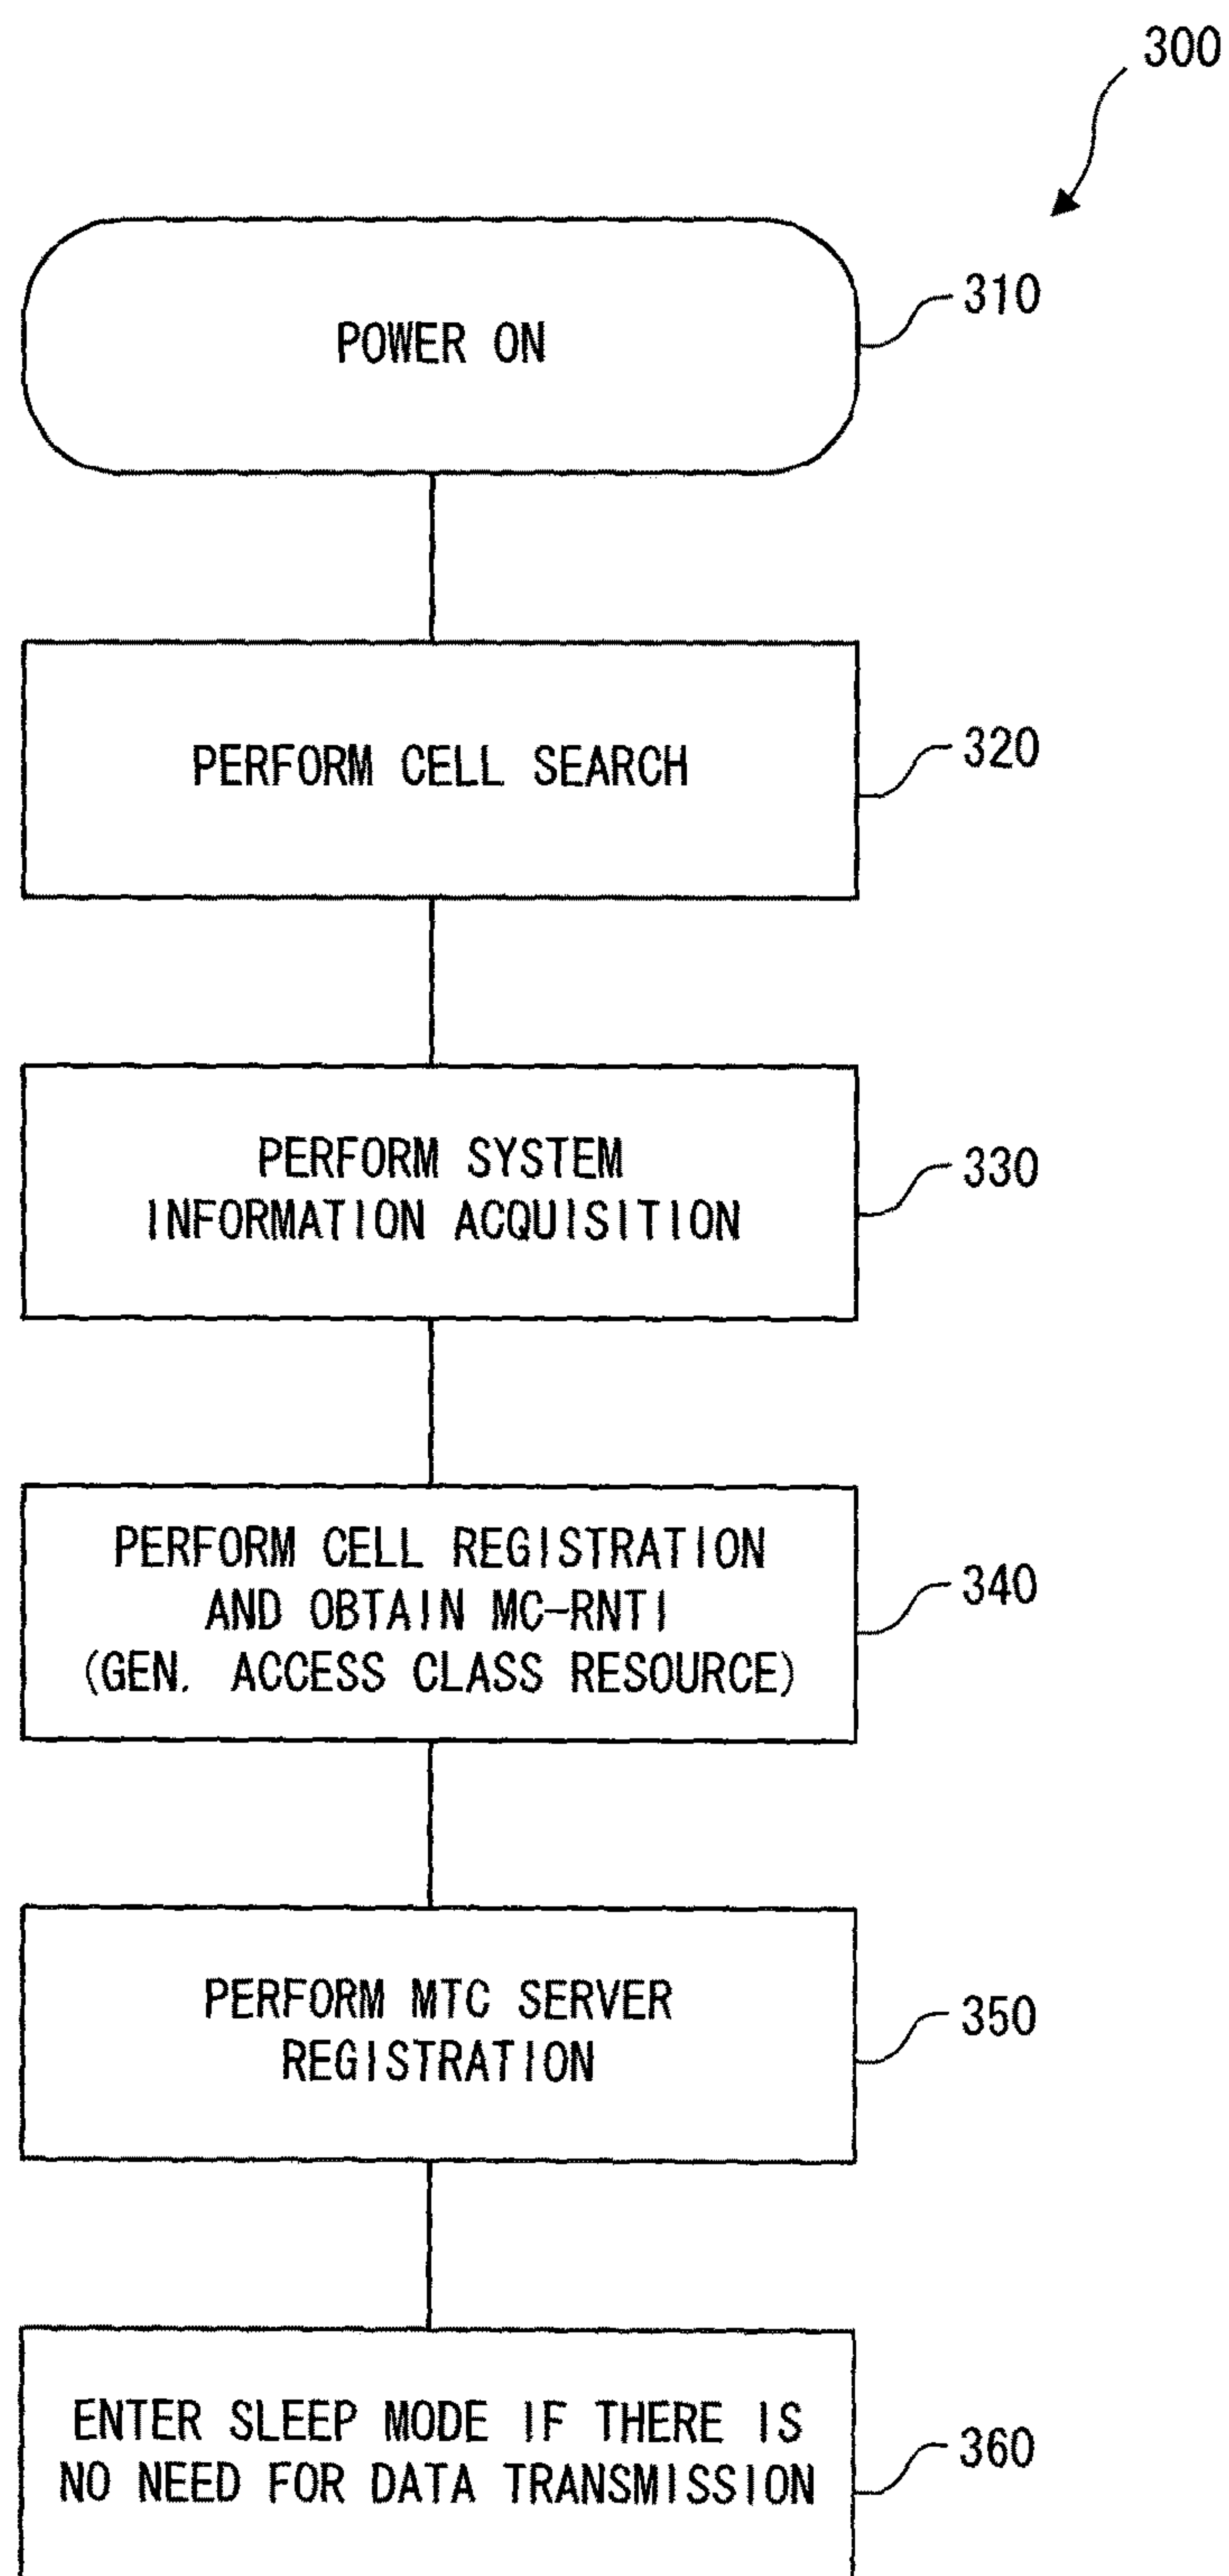 300
POWER ON
310
PERFORM CELL SEARCH
320
PERFORM SYSTEM
INFORMATION ACQUISITION
330
PERFORM CELL REGISTRATION
AND OBTAIN MC-RNTI
(GEN. ACCESS CLASS RESOURCE)
340
PERFORM MTC SERVER
REGISTRATION
350
ENTER SLEEP MODE IF THERE IS
NO NEED FOR DATA TRANSMISSION
360